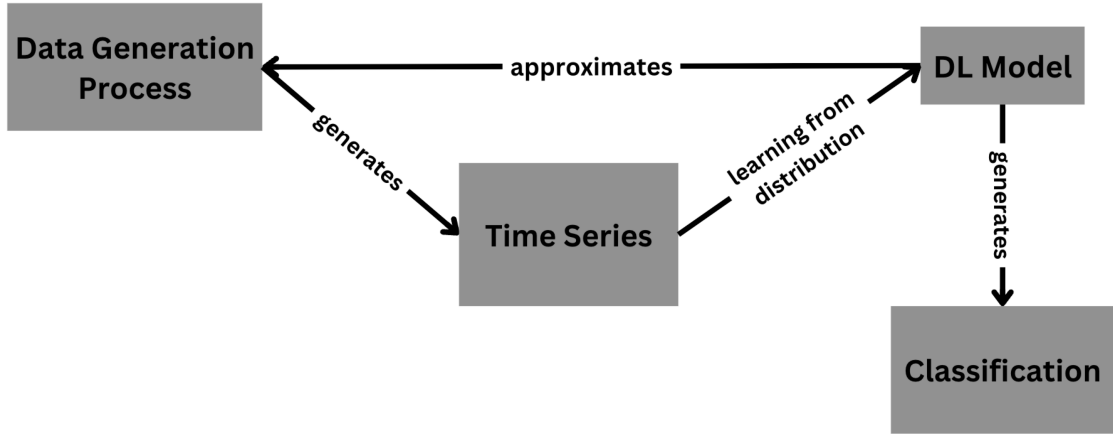 Data Generation
Process
approximates
DL Model
generates
learning from
distribution
generates
Time Series
Classification